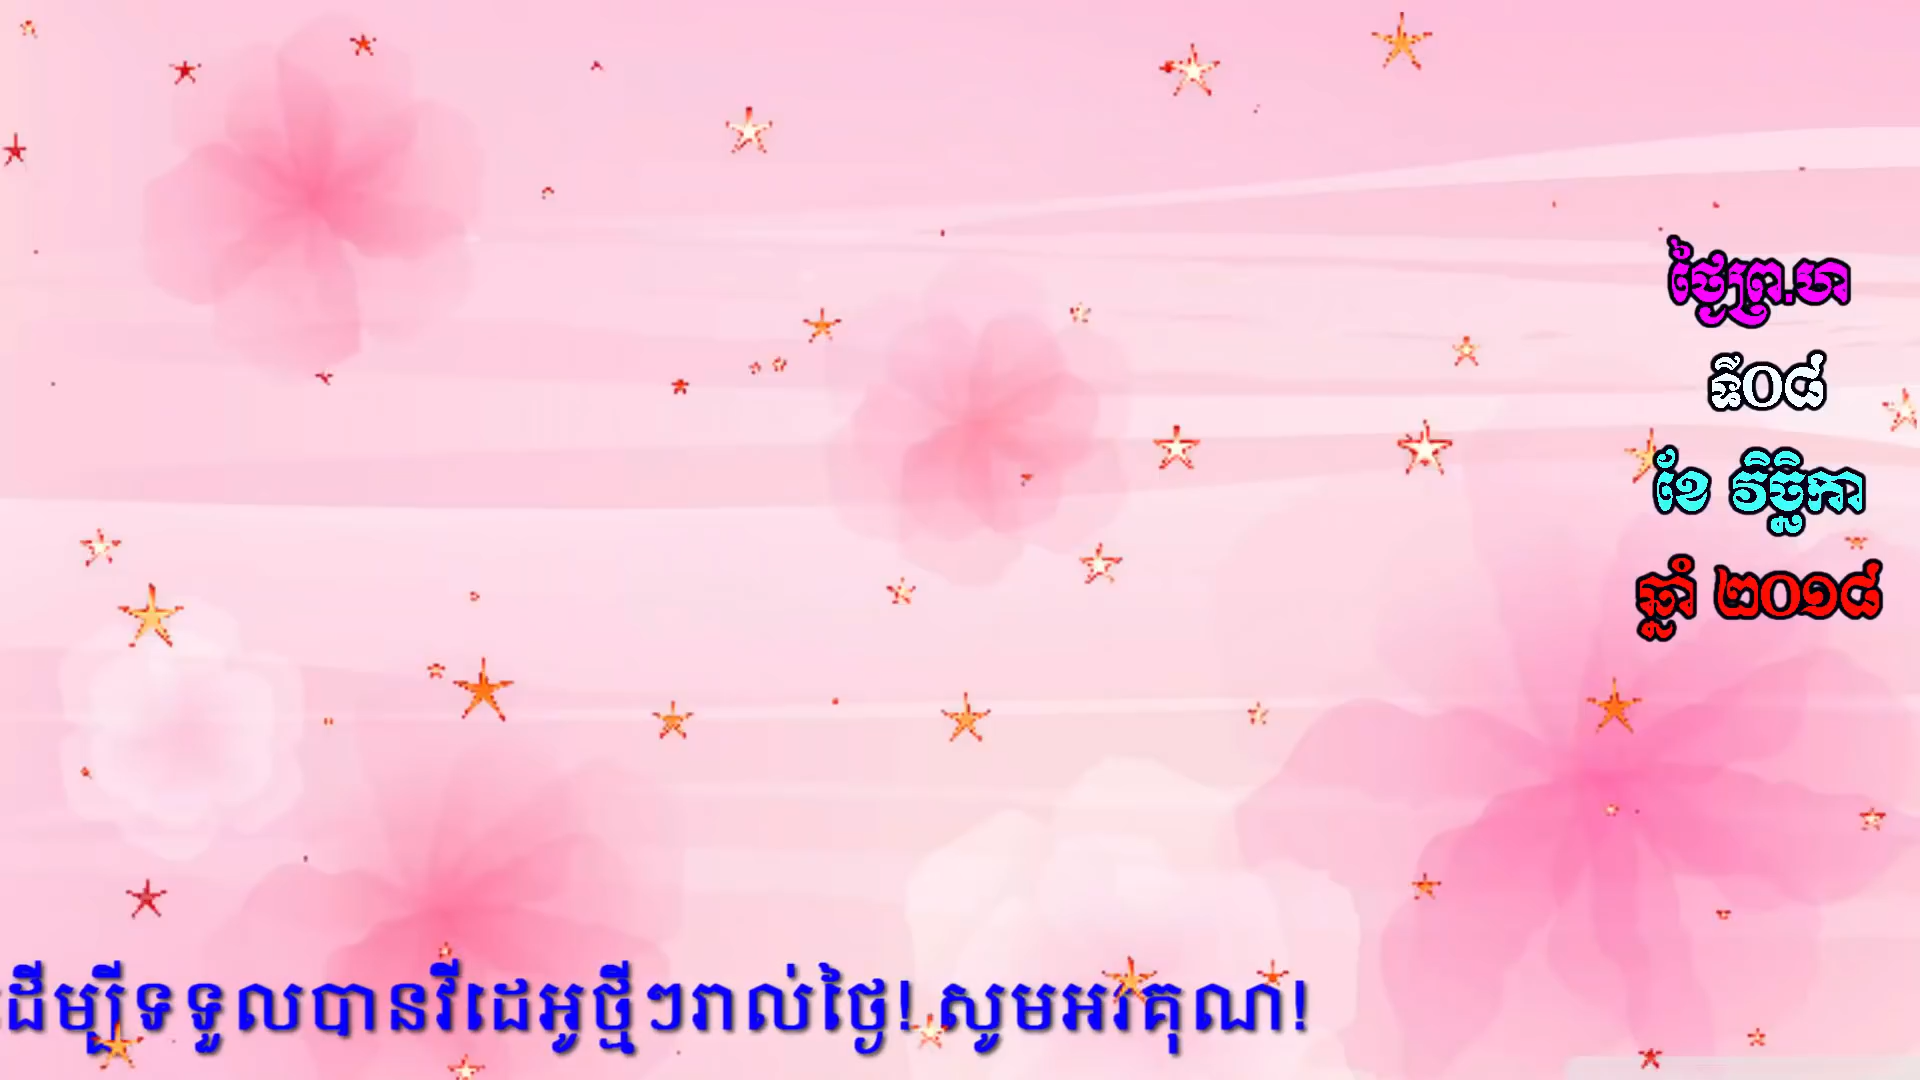 ថ្ងៃព្រ.ហ
ទី០៨
ខែ វិច្ឆិកា
ឆ្នាំ ២០១៨
ដើម្បីទទួលបានវីដេអូថ្មីៗរាល់ថ្ងៃ! សូមអរគុណ!